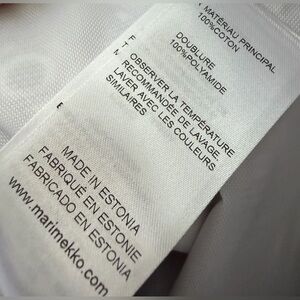 MATÉRIAU PRINCIPAL
100%COTON
DOUBLURE
100%POLYAMIDE
OBSERVER LA TEMPÉRATURE
RECOMMANDÉE DE LAVAGE.
LAVER AVEC LES COULEURS
SIMILAIRES
MADE IN ESTONIA
FABRIQUÉ EN ESTONIE
FABRICADO EN ESTONIA
www.marimekko.com